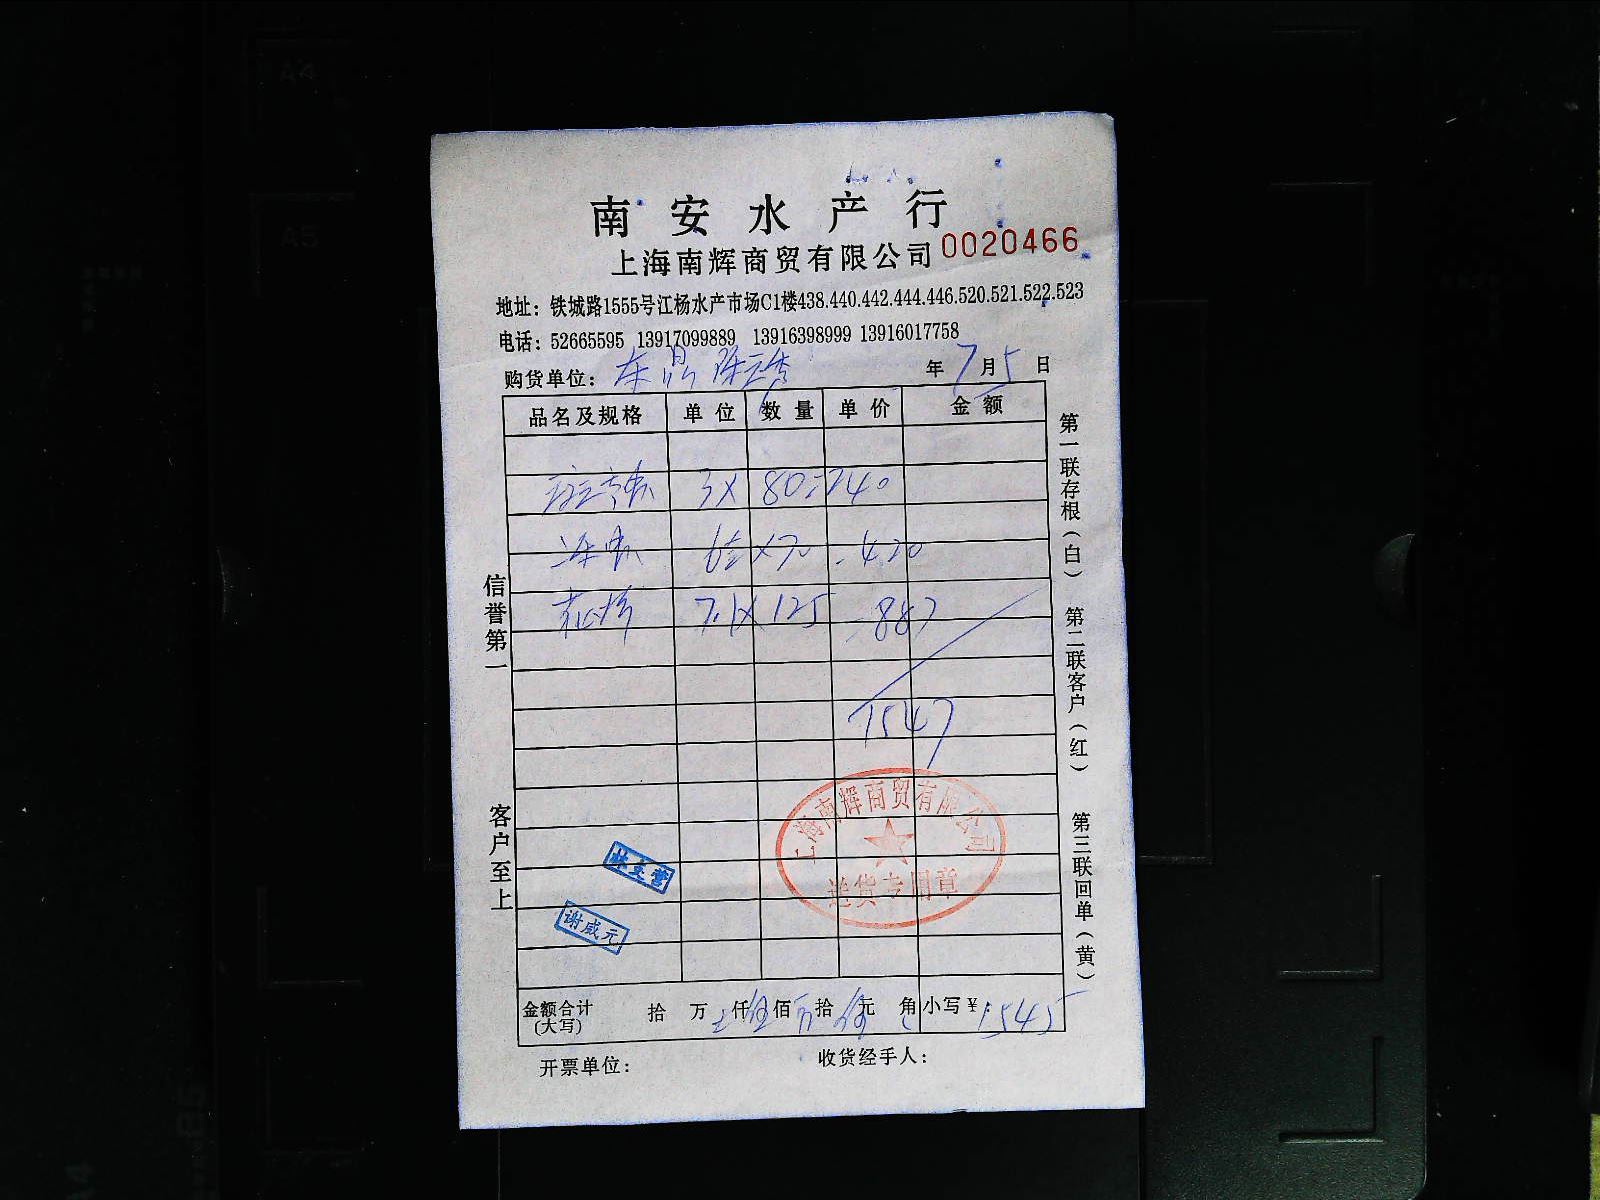 南安水产行
上海南辉商贸有限公司 0020466
地址：铁城路1555号江杨水产市场C1楼438.440.442.444.446.520.521.522.523
电话：52665595 13917099889 13916398999 13916017758
购货单位： 年 7 月 5 日
品名及规格 单位 数量 单价 金额
3 X 80=240
6 X 70 = 420
7.1 X 125 = 887
1547
金额合计（大写） 拾 万 仟 伍 佰 拾 元 角 小写￥：1545
开票单位： 收货经手人：
信誉第一
客户至上
第一联存根（白）
第二联客户（红）
第三联回单（黄）
上海南辉商贸有限公司
送货专用章
谢咸元